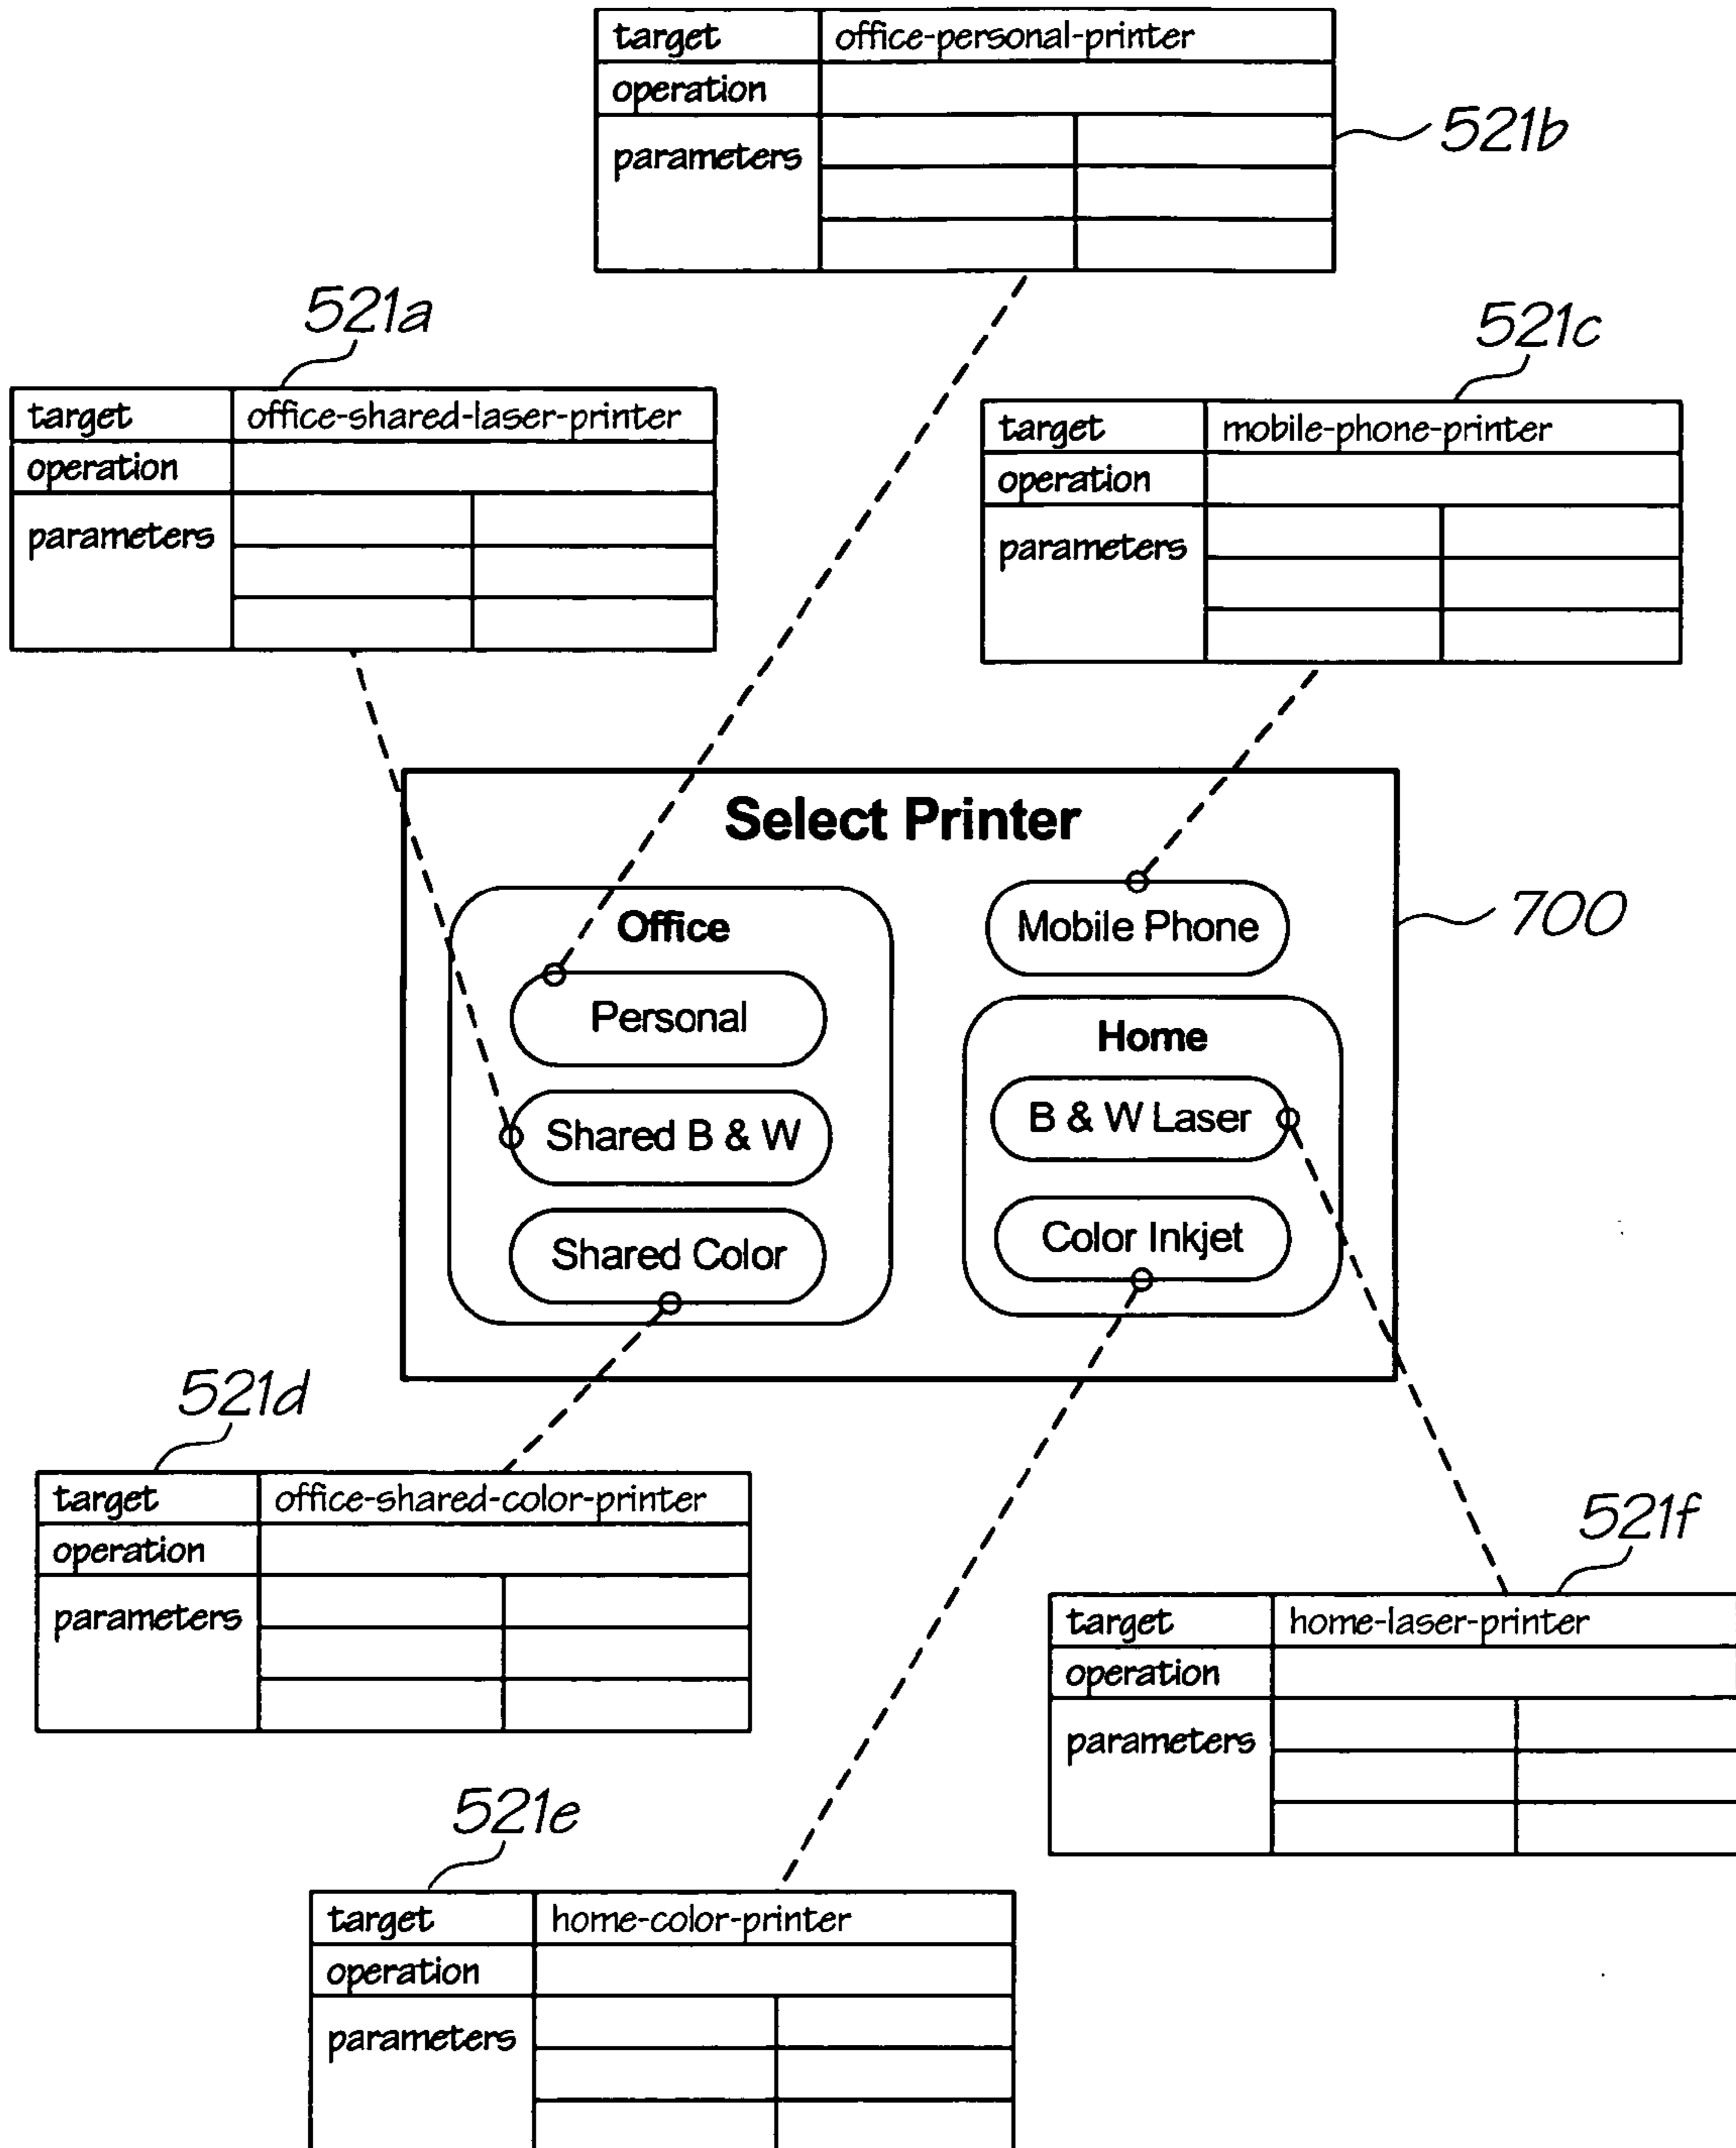 target office-personal-printer
operation
parameters
521b
521a
target office-shared-laser-printer
operation
parameters
521c
target mobile-phone-printer
operation
parameters
Select Printer
Office
Personal
Shared B & W
Shared Color
Mobile Phone
Home
B & W Laser
Color Inkjet
700
521d
target office-shared-color-printer
operation
parameters
521f
target home-laser-printer
operation
parameters
521e
target home-color-printer
operation
parameters